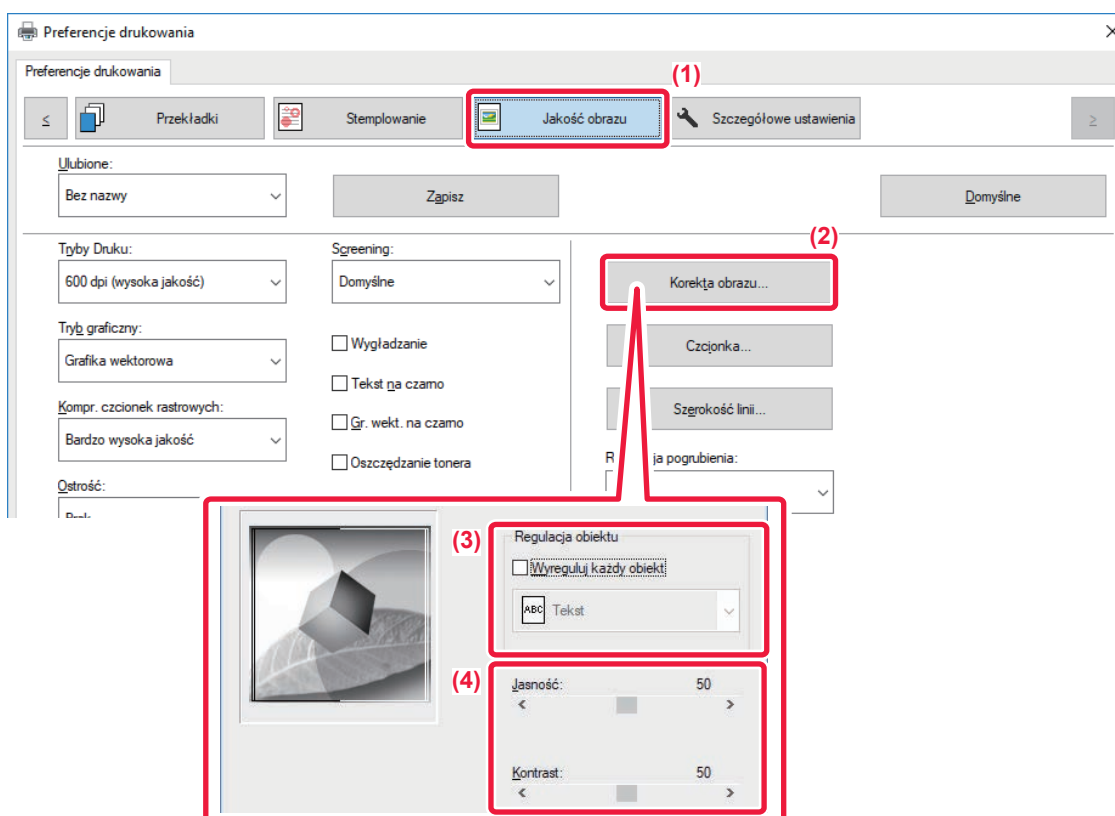 Preferencje drukowania
Preferencje drukowania
(1)
<
Przekładki
Stemplowanie
Jakość obrazu
Szczegółowe ustawienia
>
Ulubione:
Bez nazwy
Zapisz
Domyślne
(2)
Tryby Druku:
600 dpi (wysoka jakość)
Screening:
Domyślne
Korekta obrazu...
Tryb graficzny:
Grafika wektorowa
Wygładzanie
Czcionka...
Tekst na czarno
Kompr. czcionek rastrowych:
Bardzo wysoka jakość
Gr. wekt. na czarno
Szerokość linii...
Oszczędzanie tonera
ja pogrubienia:
Ostrość:
(3)
Regulacja obiektu
Wyreguluj każdy obiekt
ABC Tekst
(4)
Jasność: 50
< >
Kontrast: 50
< >